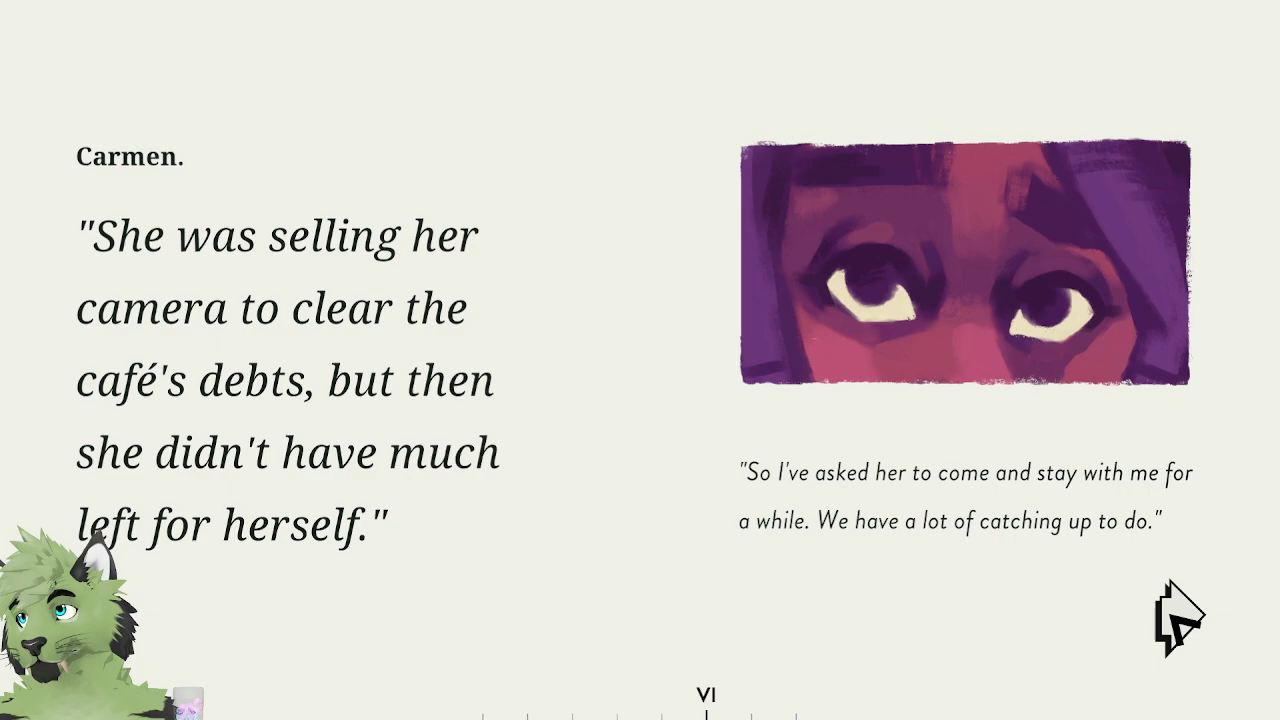 Carmen.
"She was selling her
camera to clear the
café's debts, but then
she didn't have much
left for herself."
"So I've asked her to come and stay with me for
a while. We have a lot of catching up to do."
VI